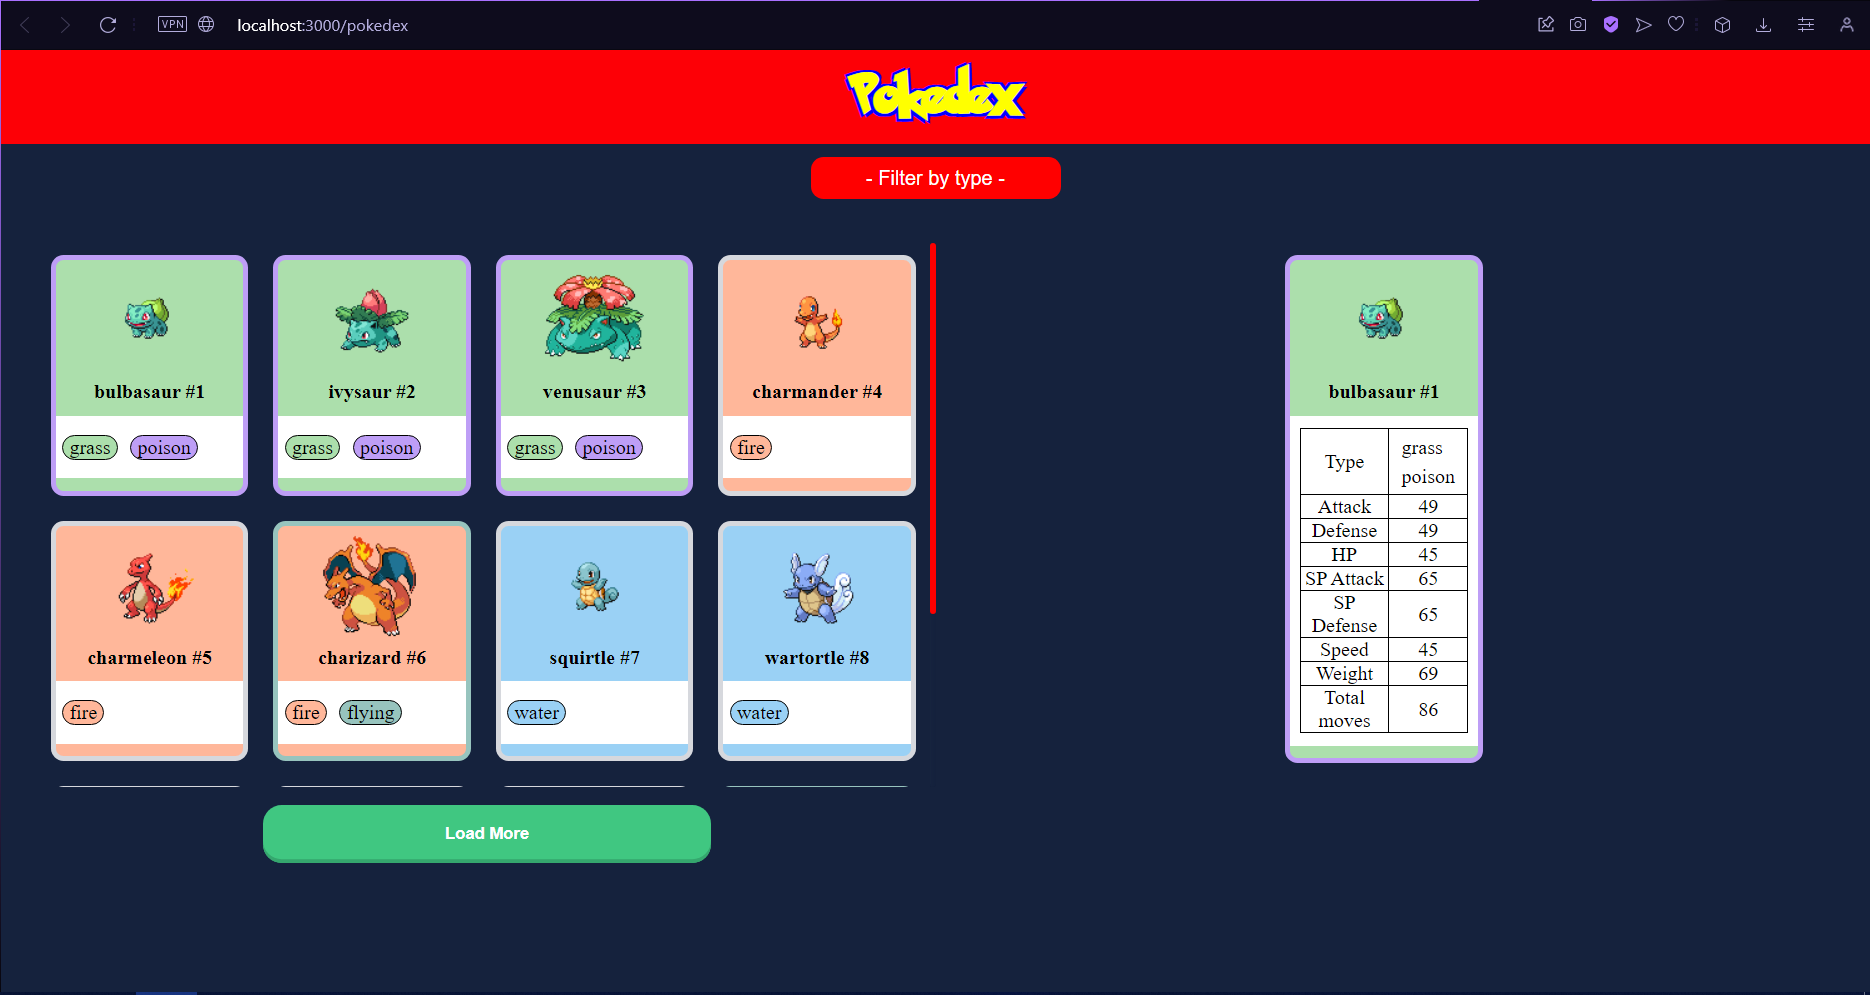 VPN localhost:3000/pokedex
Pokedex
- Filter by type -
bulbasaur #1
grass poison
ivysaur #2
grass poison
venusaur #3
grass poison
charmander #4
fire
charmeleon #5
fire
charizard #6
fire flying
squirtle #7
water
wartortle #8
water
Load More
bulbasaur #1
Type grass
poison
Attack 49
Defense 49
HP 45
SP Attack 65
SP
Defense 65
Speed 45
Weight 69
Total
moves 86